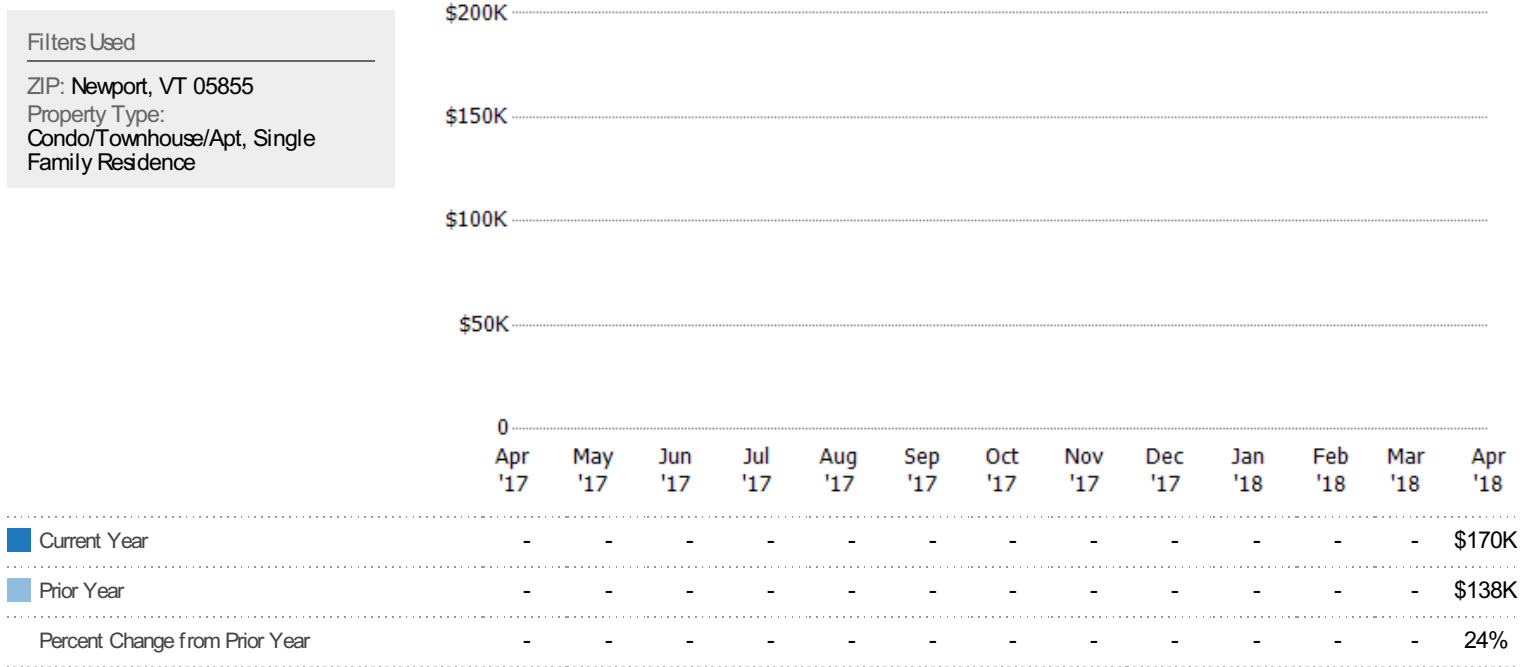 Filters Used
ZIP: Newport, VT 05855
Property Type:
Condo/Townhouse/Apt, Single
Family Residence
$200K
$150K
$100K
$50K
0
Apr May Jun Jul Aug Sep Oct Nov Dec Jan Feb Mar Apr
'17 '17 '17 '17 '17 '17 '17 '17 '17 '18 '18 '18 '18
Current Year - - - - - - - - - - - - $170K
Prior Year - - - - - - - - - - - - $138K
Percent Change from Prior Year - - - - - - - - - - - - 24%